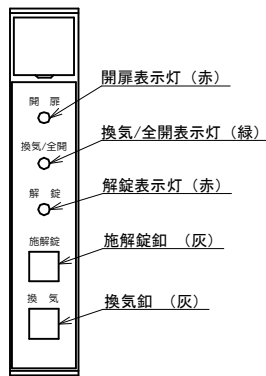 開扉表示灯（赤）
開　扉
換気/全開表示灯（緑）
換気/全開
解錠表示灯（赤）
解　錠
施解錠釦　（灰）
施解錠
換気釦　（灰）
換　気